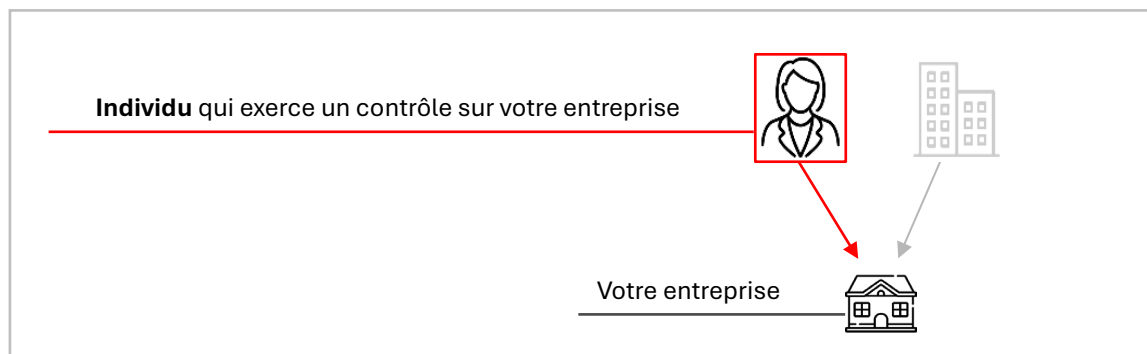 Individu qui exerce un contrôle sur votre entreprise
Votre entreprise